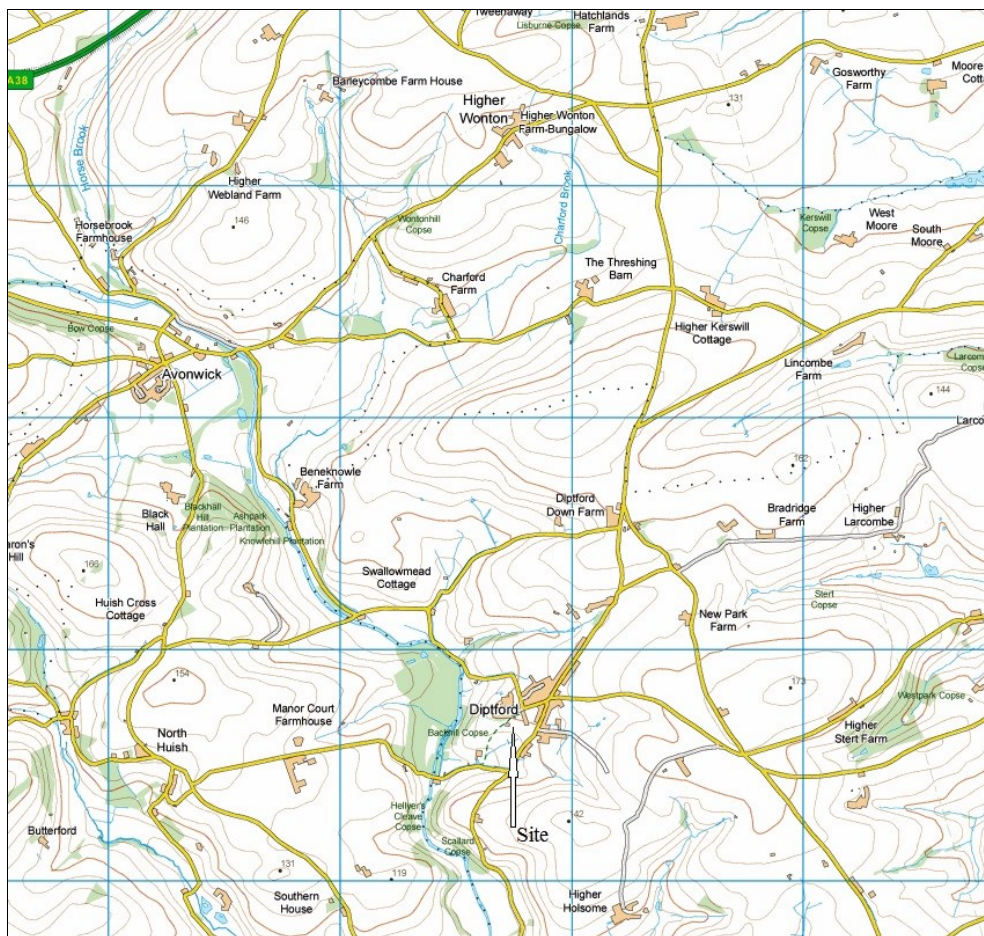 Tweenaway
Lisburne Copse
Hatchlands
Farm
A38
Horse Brook
Barleycombe Farm House
Higher
Wonton
Higher Wonton
Farm-Bungalow
131
Gosworthy
Farm
Moore
Cotta
Higher
Webland Farm
146
Wontonhill
Copse
Charford Brook
Kerswill
Copse
West
Moore
South
Moore
Horsebrook
Farmhouse
Charford
Farm
The Threshing
Barn
Higher Kerswill
Cottage
Bow Copse
Avonwick
Lincombe
Farm
Larcombe
Copse
144
Larco
Beneknowle
Farm
162
Black
Hall
Blackhall
Hill
Plantation
Ashpark
Plantation
Knowlehill Plantation
Diptford
Down Farm
Bradridge
Farm
Higher
Larcombe
aron's
Hill
166
Swallowmead
Cottage
Huish Cross
Cottage
Stert
Copse
New Park
Farm
154
Manor Court
Farmhouse
Diptford
Backhill Copse
173
Westpark Copse
North
Huish
Higher
Stert Farm
Hellyer's
Cleave
Copse
42
Butterford
Site
Scallard
Copse
131
119
Southern
House
Higher
Holsome